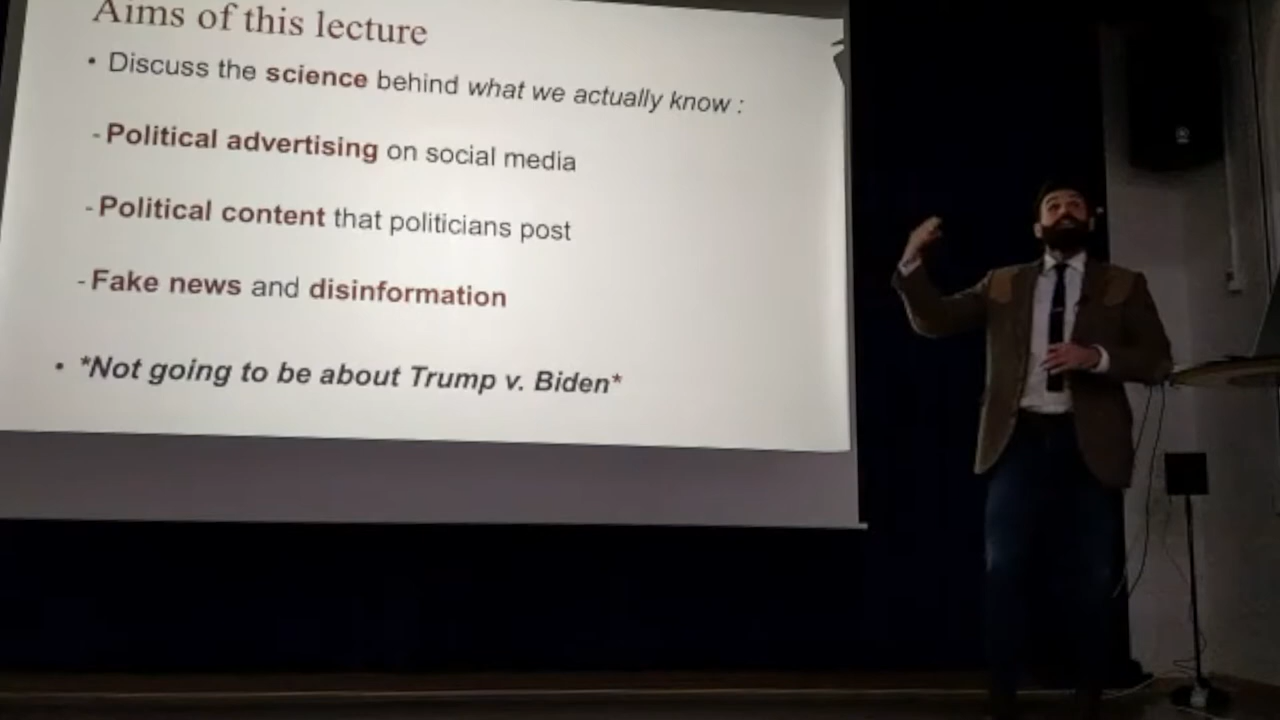 Aims of this lecture
• Discuss the science behind what we actually know :
- Political advertising on social media
- Political content that politicians post
- Fake news and disinformation
• *Not going to be about Trump v. Biden*